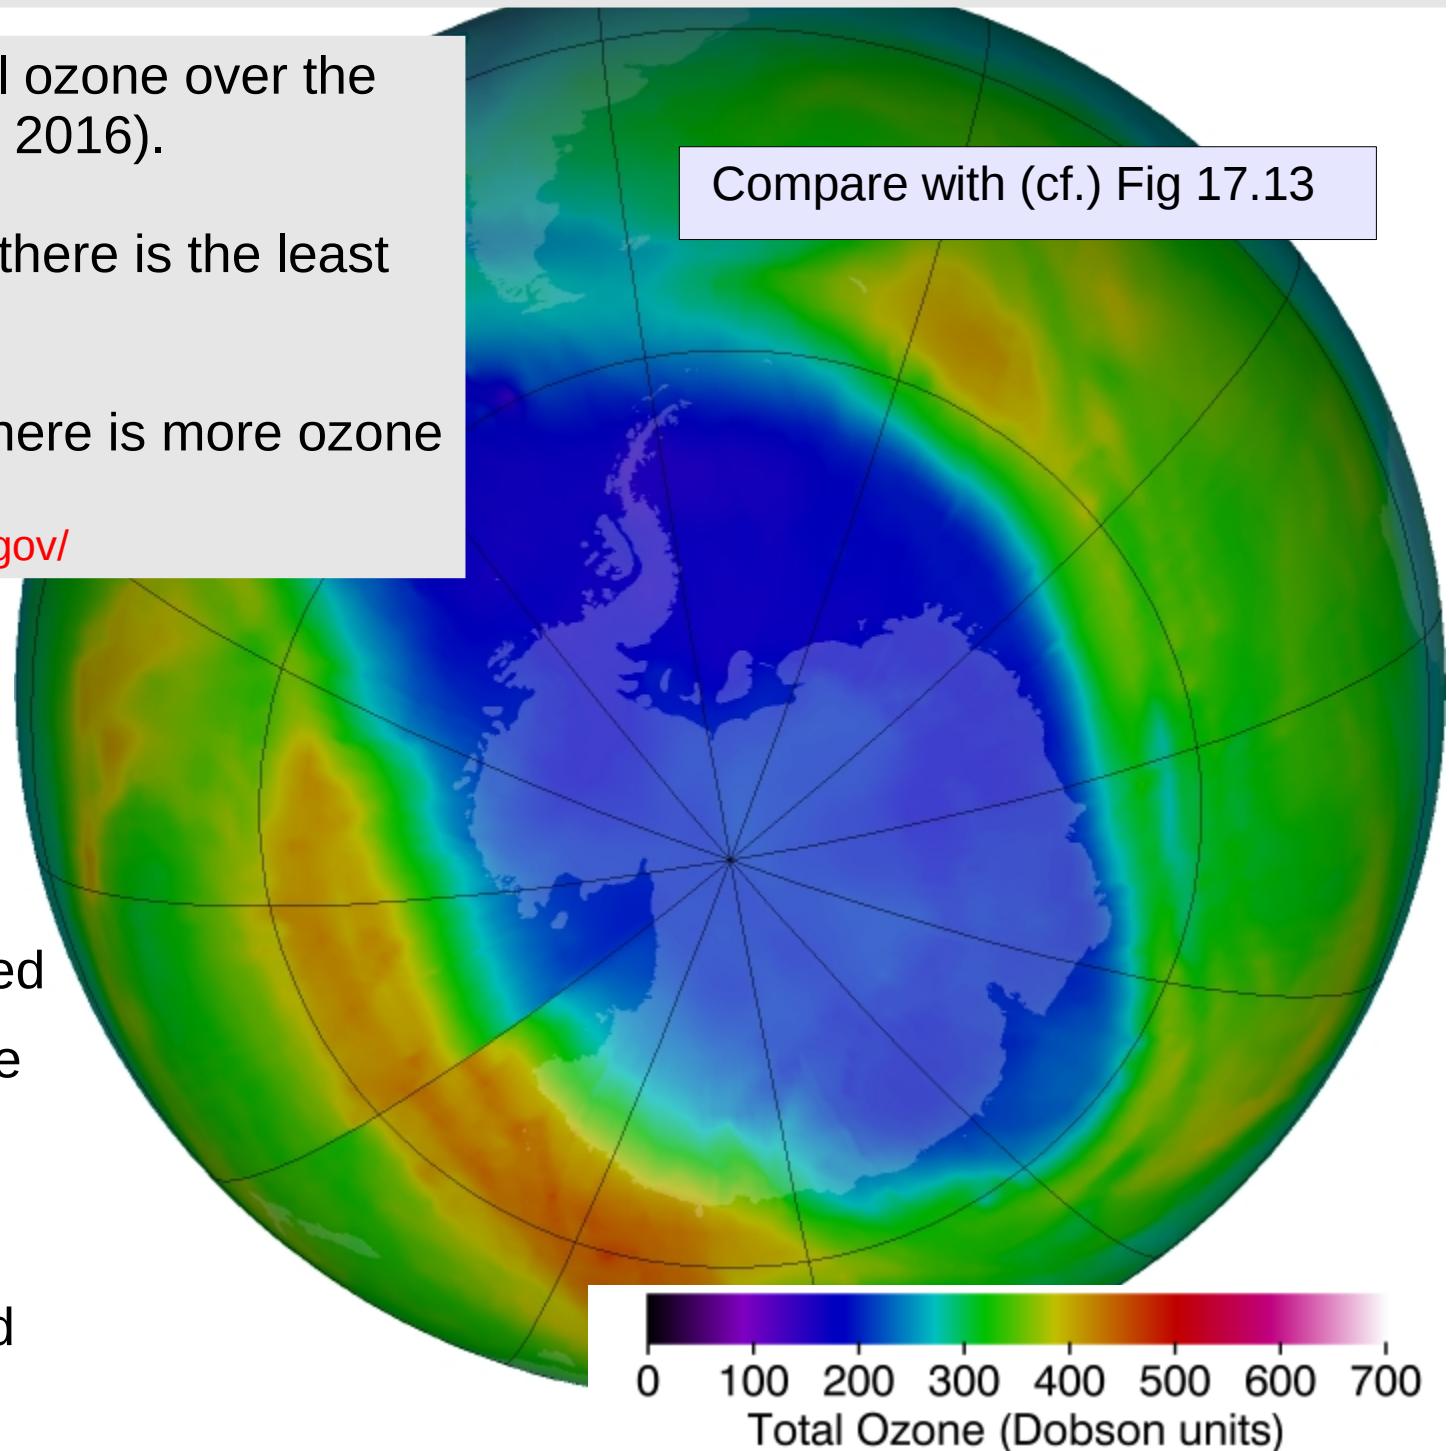 l ozone over the
2016).
Compare with (cf.) Fig 17.13
there is the least
here is more ozone
gov/
ed
e
d
0 100 200 300 400 500 600 700
Total Ozone (Dobson units)